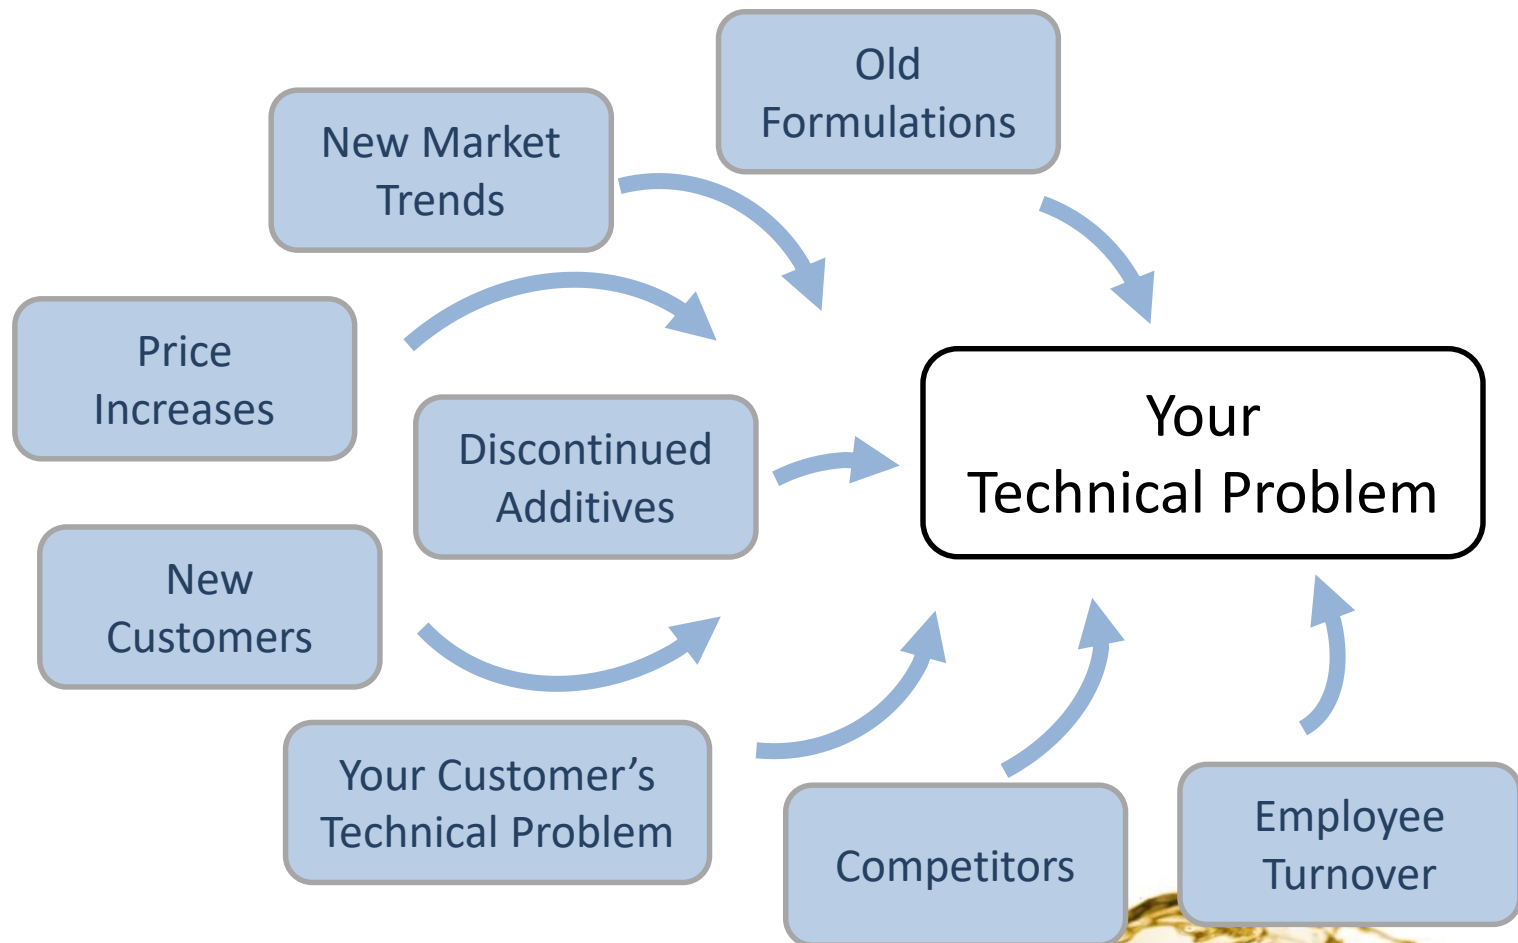 Old
Formulations
New Market
Trends
Price
Increases
Discontinued
Additives
Your
Technical Problem
New
Customers
Your Customer’s
Technical Problem
Competitors
Employee
Turnover